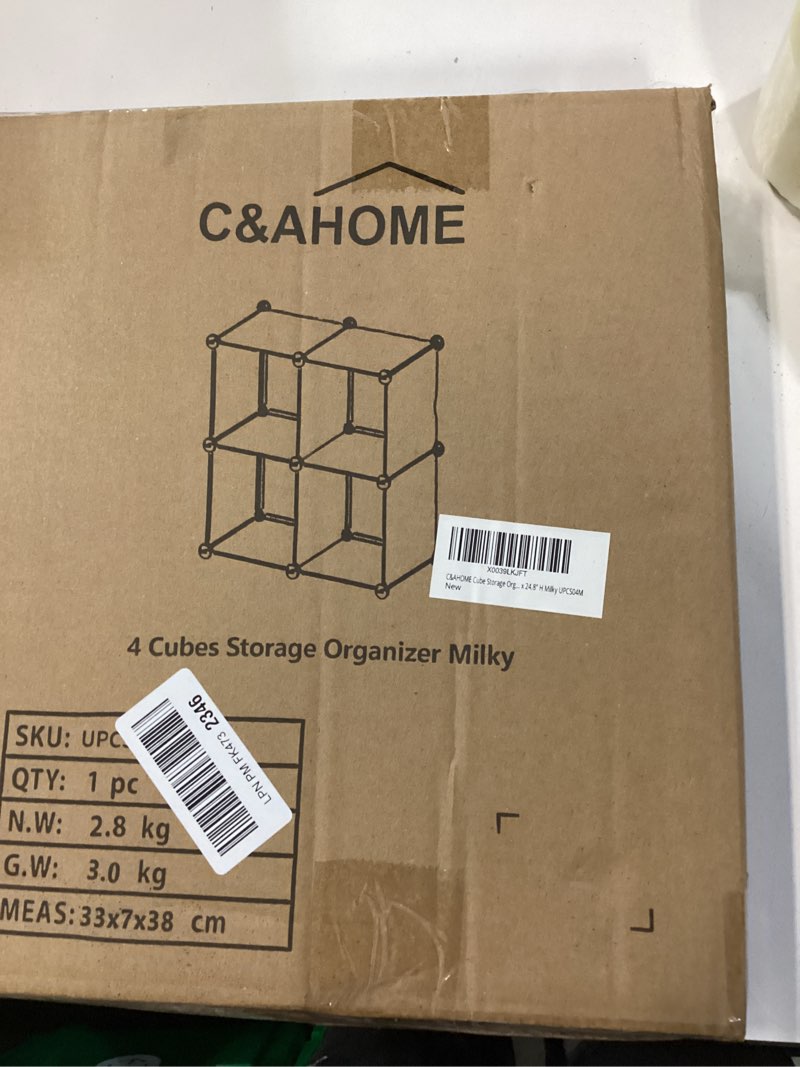 C&AHOME
X0039LKJFT
C&AHOME Cube Storage Org... x 24.8" H Milky UPCS04M
New
4 Cubes Storage Organizer Milky
LPN PM FK473 2346
SKU: UPC
QTY: 1 pc
N.W: 2.8 kg
G.W: 3.0 kg
MEAS: 33x7x38 cm